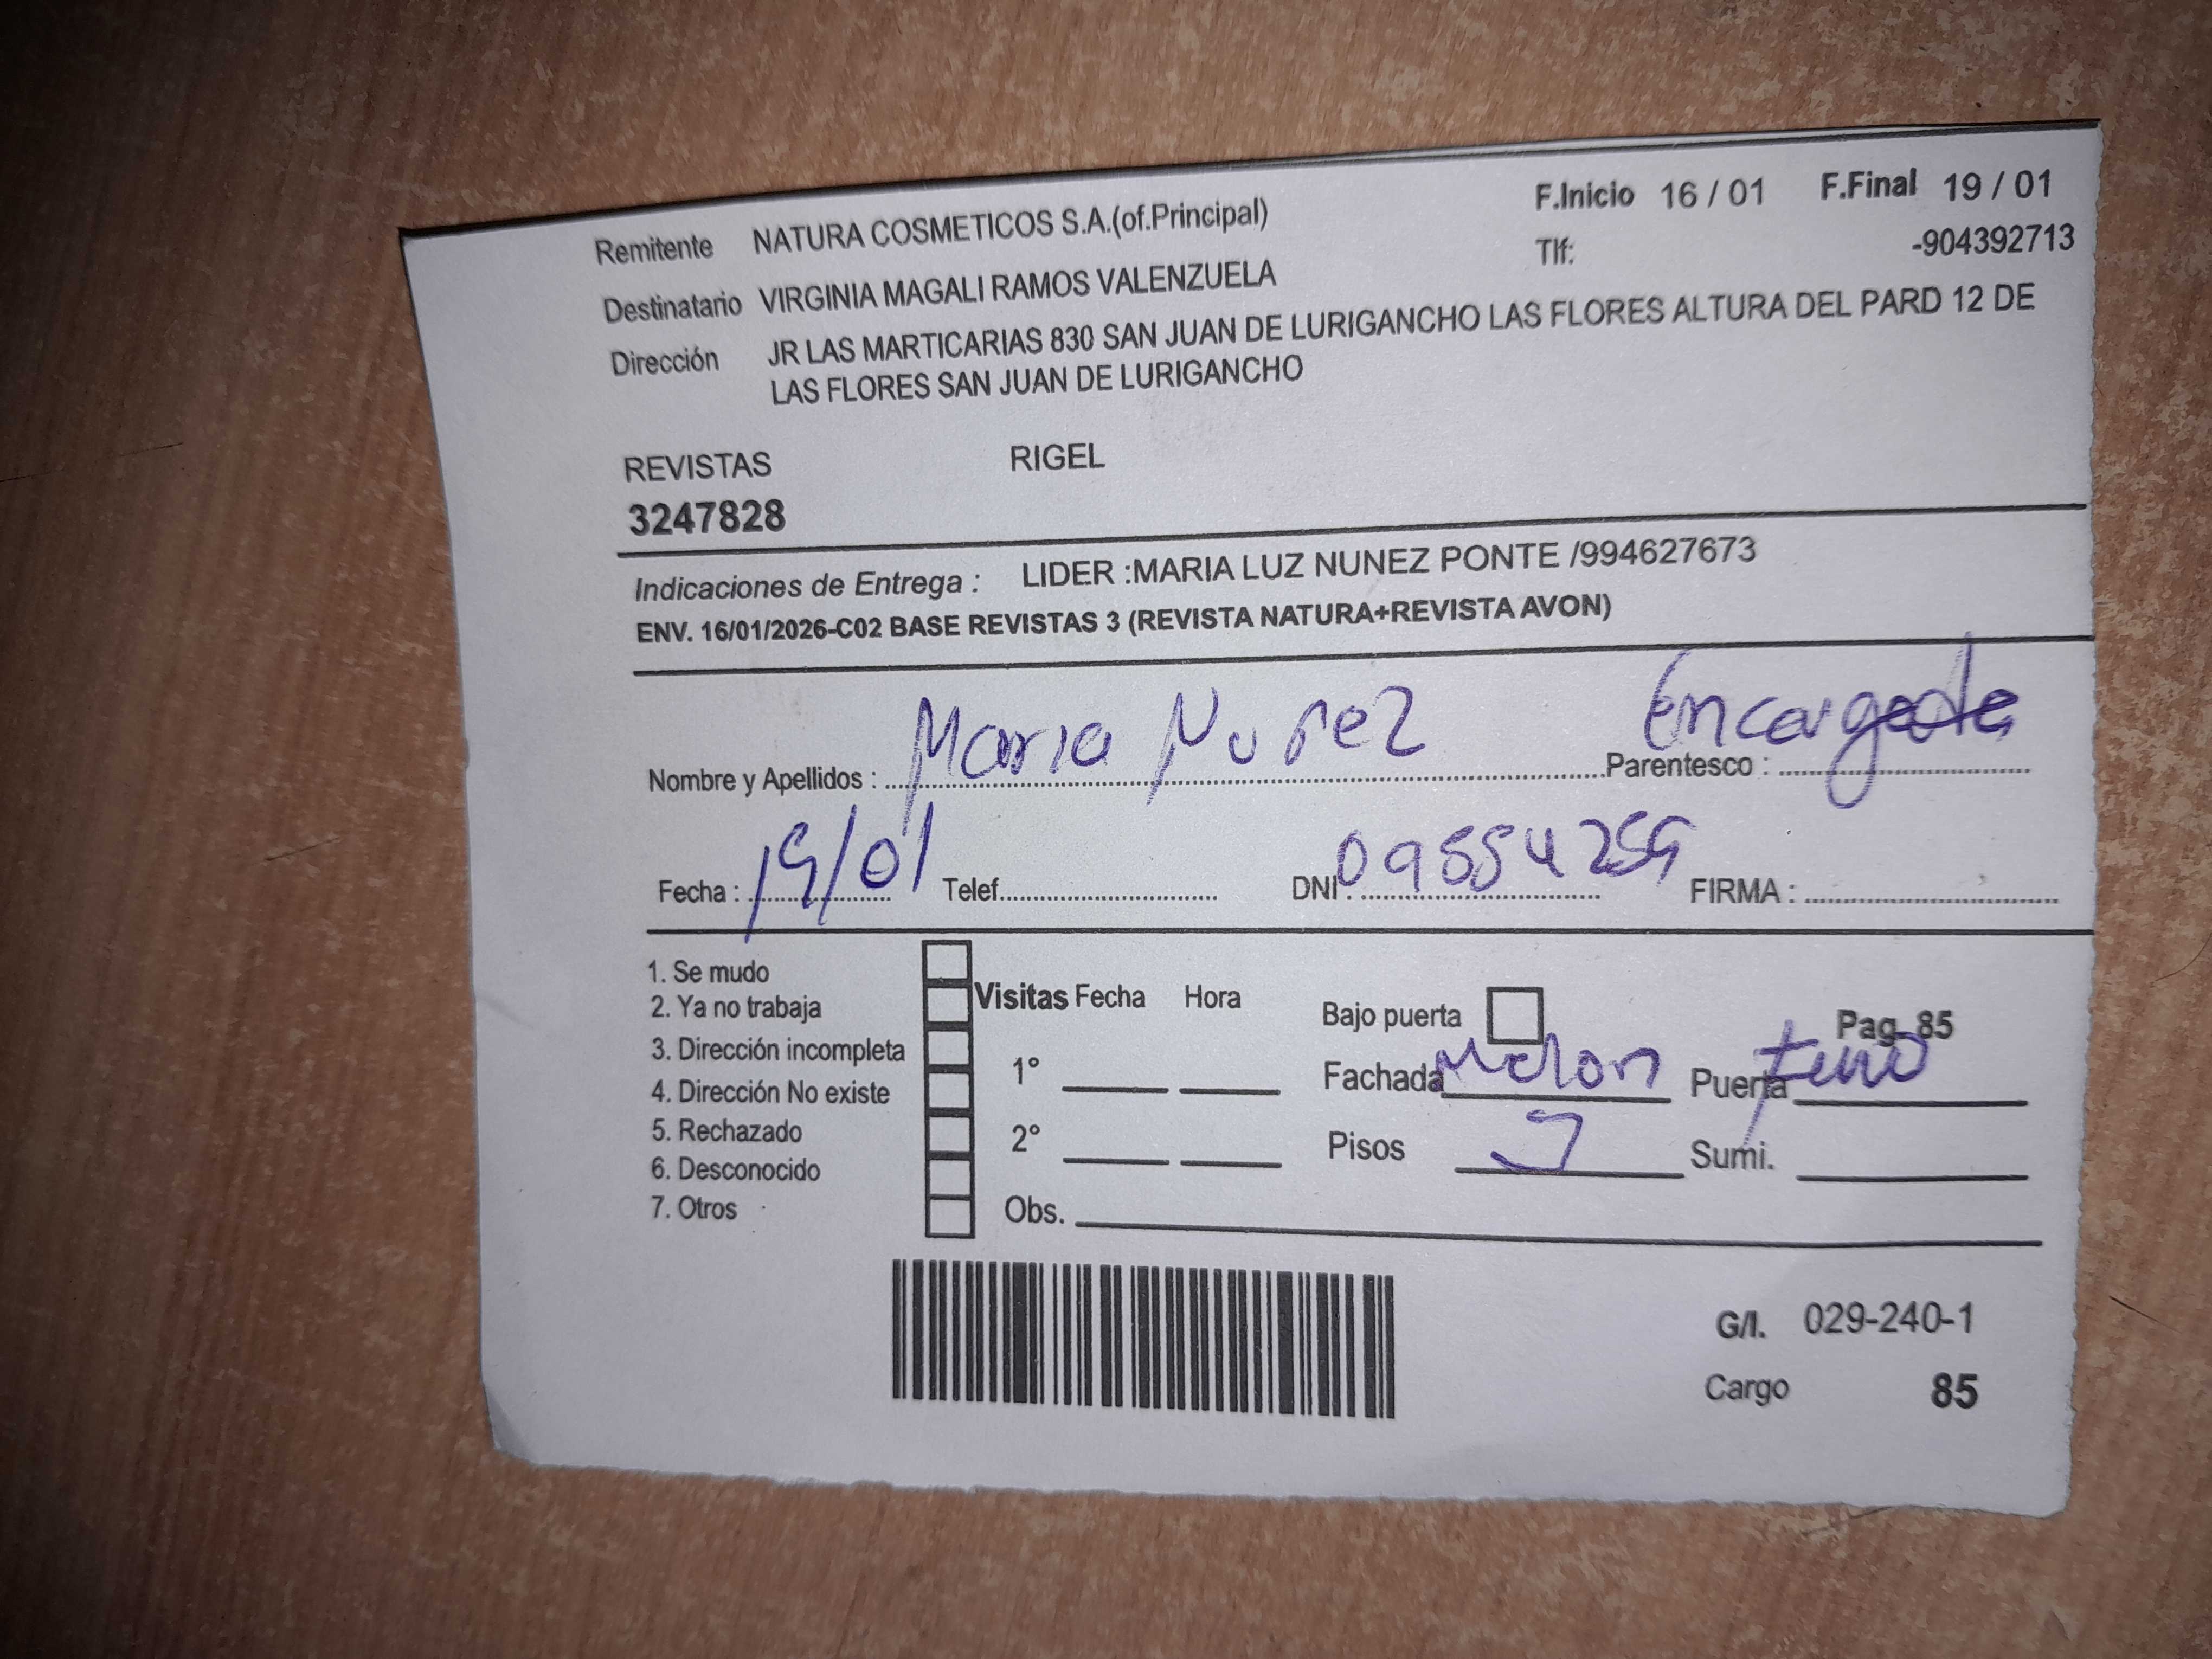 Remitente NATURA COSMETICOS S.A.(of.Principal) F.Inicio 16 / 01 F.Final 19 / 01
Destinatario VIRGINIA MAGALI RAMOS VALENZUELA Tlf: -904392713
Dirección JR LAS MARTICARIAS 830 SAN JUAN DE LURIGANCHO LAS FLORES ALTURA DEL PARD 12 DE
LAS FLORES SAN JUAN DE LURIGANCHO
REVISTAS RIGEL
3247828
Indicaciones de Entrega : LIDER :MARIA LUZ NUNEZ PONTE /994627673
ENV. 16/01/2026-C02 BASE REVISTAS 3 (REVISTA NATURA+REVISTA AVON)
Nombre y Apellidos : Maria Nuñez Parentesco : Encargada
Fecha : 19/01 Telef. DNI : FIRMA :
1. Se mudo
2. Ya no trabaja
3. Dirección incompleta
4. Dirección No existe
5. Rechazado
6. Desconocido
7. Otros
Visitas Fecha Hora
1°
2°
Obs.
Bajo puerta Pag. 85
Fachada Melon Puerta
Pisos Sumi.
G/I. 029-240-1
Cargo 85